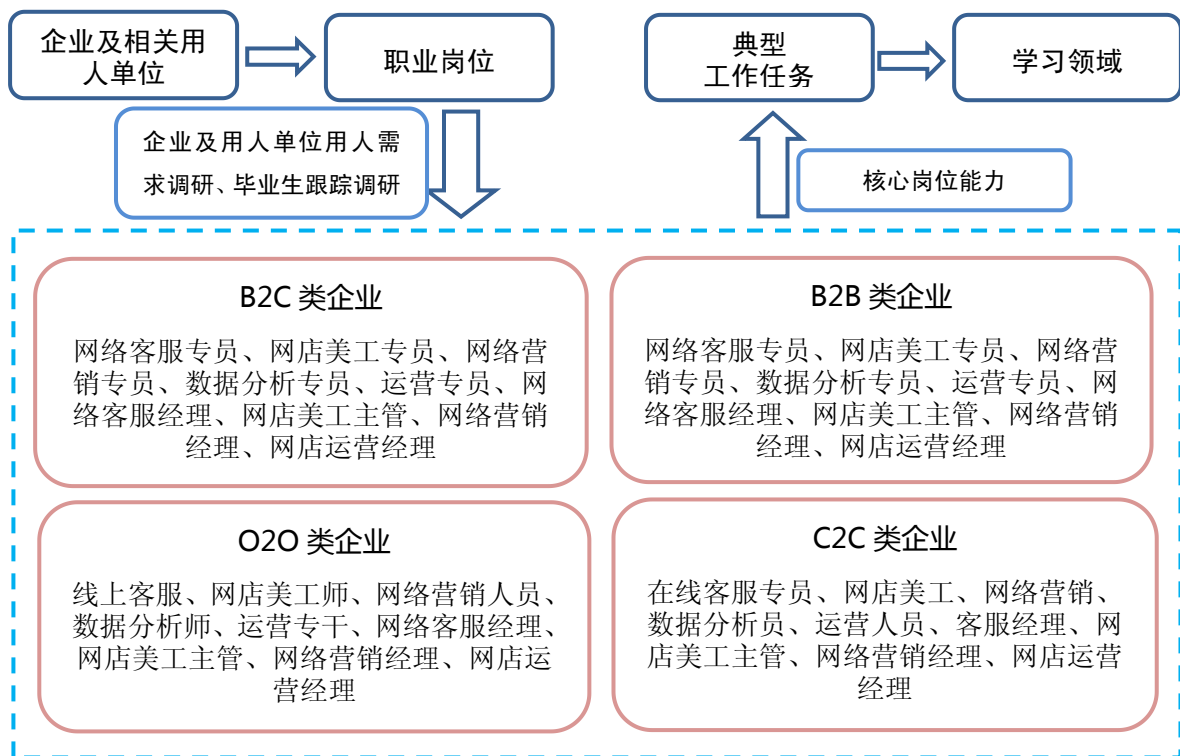 企业及相关用
人单位
职业岗位
典型
工作任务
学习领域
企业及用人单位用人需
求调研、毕业生跟踪调研
核心岗位能力
B2C 类企业
网络客服专员、网店美工专员、网络营
销专员、数据分析专员、运营专员、网
络客服经理、网店美工主管、网络营销
经理、网店运营经理
B2B 类企业
网络客服专员、网店美工专员、网络营
销专员、数据分析专员、运营专员、网
络客服经理、网店美工主管、网络营销
经理、网店运营经理
O2O 类企业
线上客服、网店美工师、网络营销人员、
数据分析师、运营专干、网络客服经理、
网店美工主管、网络营销经理、网店运
营经理
C2C 类企业
在线客服专员、网店美工、网络营销、
数据分析员、运营人员、客服经理、网
店美工主管、网络营销经理、网店运营
经理